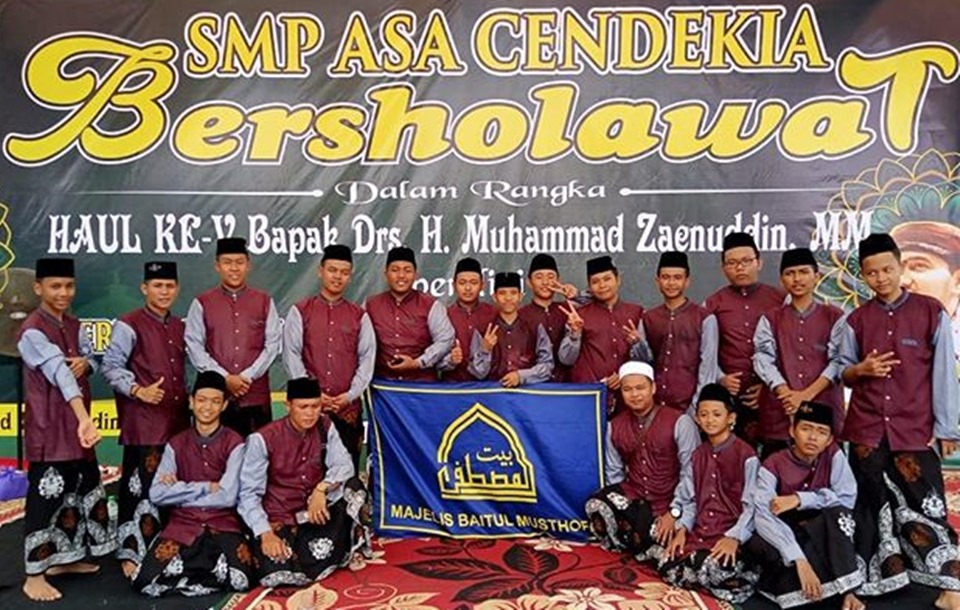 SMP ASA CENDEKIA
BersholawaT
Dalam Rangka
HAUL KE-V Bapak Drs. H. Muhammad Zaenuddin, MM
بيت
المصطفى
MAJELIS BAITUL MUSTHOFA